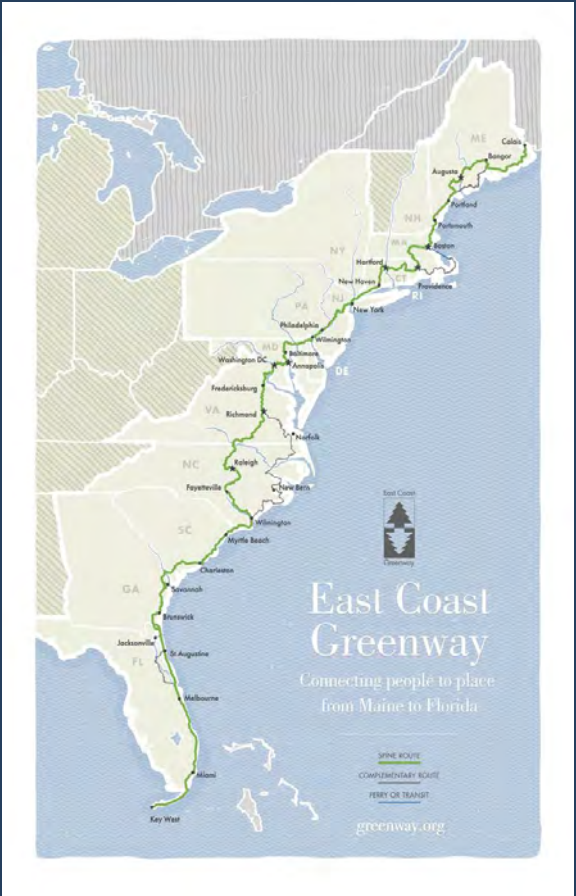 ME
Calais
Bangor
Augusta
Portland
NH
Portsmouth
MA
Boston
NY
Hartford
CT
New Haven
Providence
RI
PA
NJ
New York
Philadelphia
Wilmington
MD
Baltimore
Washington DC
Annapolis
DE
Fredericksburg
VA
Richmond
Norfolk
NC
Raleigh
Fayetteville
New Bern
Wilmington
SC
Myrtle Beach
Charleston
GA
Savannah
Brunswick
Jacksonville
FL
St Augustine
Melbourne
Miami
Key West
East Coast
Greenway
East Coast
Greenway
Connecting people to place
from Maine to Florida
SPINE ROUTE
COMPLIMENTARY ROUTE
FERRY OR TRANSIT
greenway.org